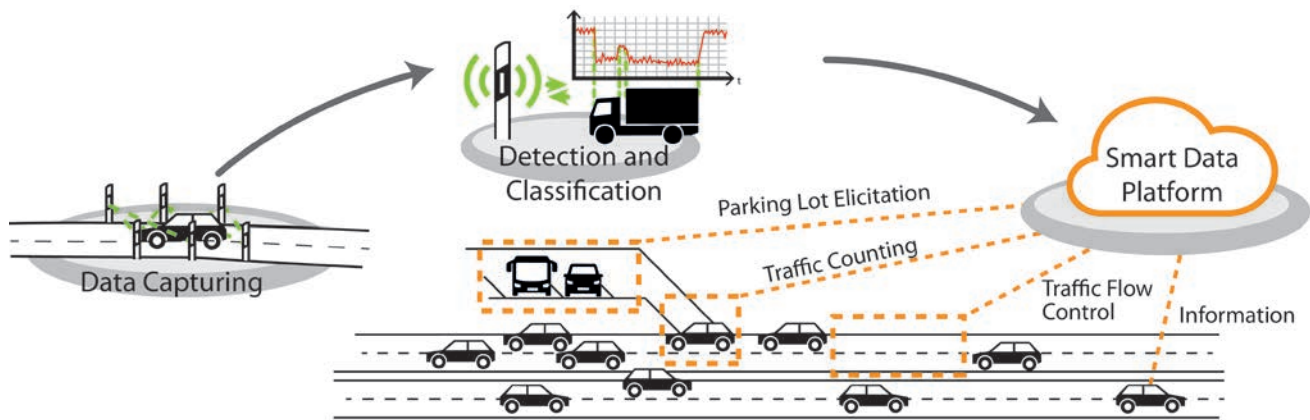 t
Detection and
Classification
Smart Data
Platform
Data Capturing
Parking Lot Elicitation
Traffic Counting
Traffic Flow
Control
Information